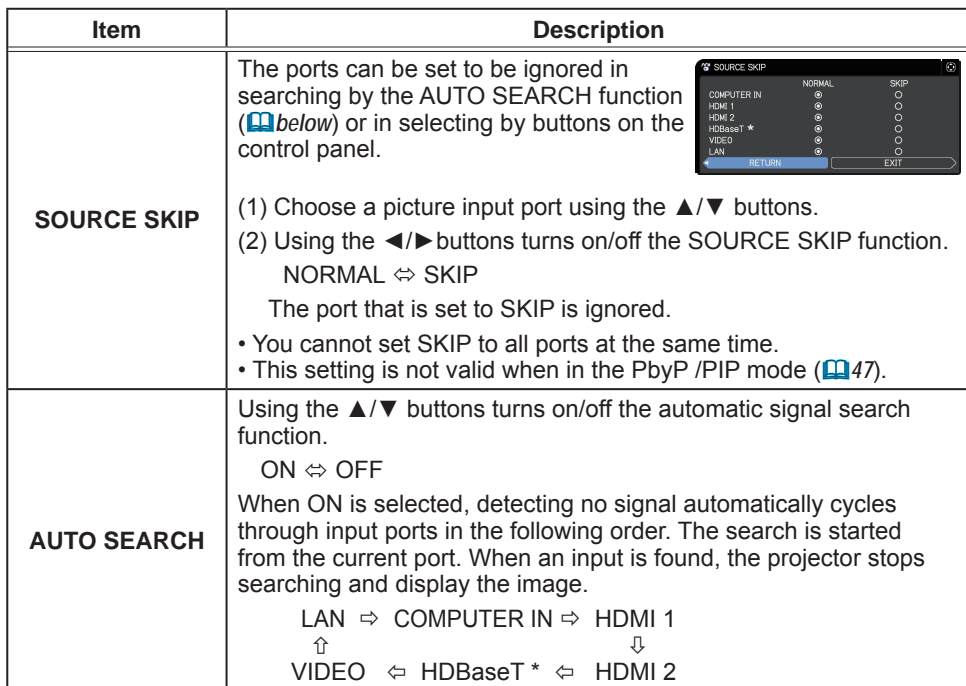 Item Description
SOURCE SKIP
The ports can be set to be ignored in
searching by the AUTO SEARCH function
(below) or in selecting by buttons on the
control panel.
SOURCE SKIP
NORMAL SKIP
COMPUTER IN
HDMI 1
HDMI 2
HDBaseT *
VIDEO
LAN
RETURN EXIT
(1) Choose a picture input port using the ▲/▼ buttons.
(2) Using the ◄/►buttons turns on/off the SOURCE SKIP function.
NORMAL ⇔ SKIP
The port that is set to SKIP is ignored.
• You cannot set SKIP to all ports at the same time.
• This setting is not valid when in the PbyP /PIP mode (47).
AUTO SEARCH
Using the ▲/▼ buttons turns on/off the automatic signal search
function.
ON ⇔ OFF
When ON is selected, detecting no signal automatically cycles
through input ports in the following order. The search is started
from the current port. When an input is found, the projector stops
searching and display the image.
LAN ⇨ COMPUTER IN ⇨ HDMI 1
⇧ ⇩
VIDEO ⇦ HDBaseT * ⇦ HDMI 2